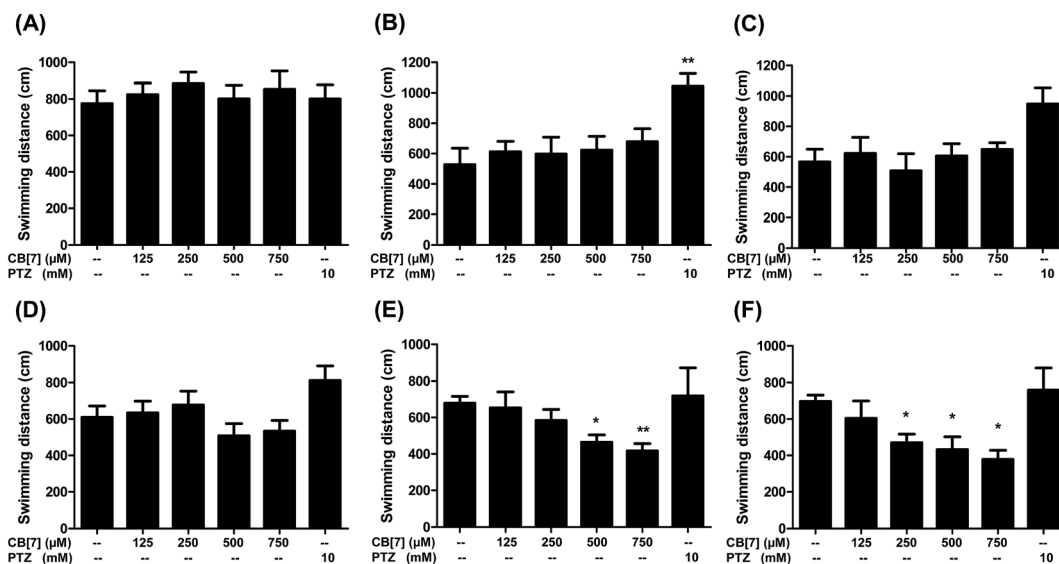 (A)
Swimming distance (cm)
1000
800
600
400
200
0
CB[7] (μM) -- 125 250 500 750 --
PTZ (mM) -- -- -- -- -- 10
(B)
Swimming distance (cm)
1200
1000
800
600
400
200
0
**
CB[7] (μM) -- 125 250 500 750 --
PTZ (mM) -- -- -- -- -- 10
(C)
Swimming distance (cm)
1200
1000
800
600
400
200
0
CB[7] (μM) -- 125 250 500 750 --
PTZ (mM) -- -- -- -- -- 10
(D)
Swimming distance (cm)
1000
800
600
400
200
0
CB[7] (μM) -- 125 250 500 750 --
PTZ (mM) -- -- -- -- -- 10
(E)
Swimming distance (cm)
1000
800
600
400
200
0
* **
CB[7] (μM) -- 125 250 500 750 --
PTZ (mM) -- -- -- -- -- 10
(F)
Swimming distance (cm)
1000
800
600
400
200
0
* * *
CB[7] (μM) -- 125 250 500 750 --
PTZ (mM) -- -- -- -- -- 10